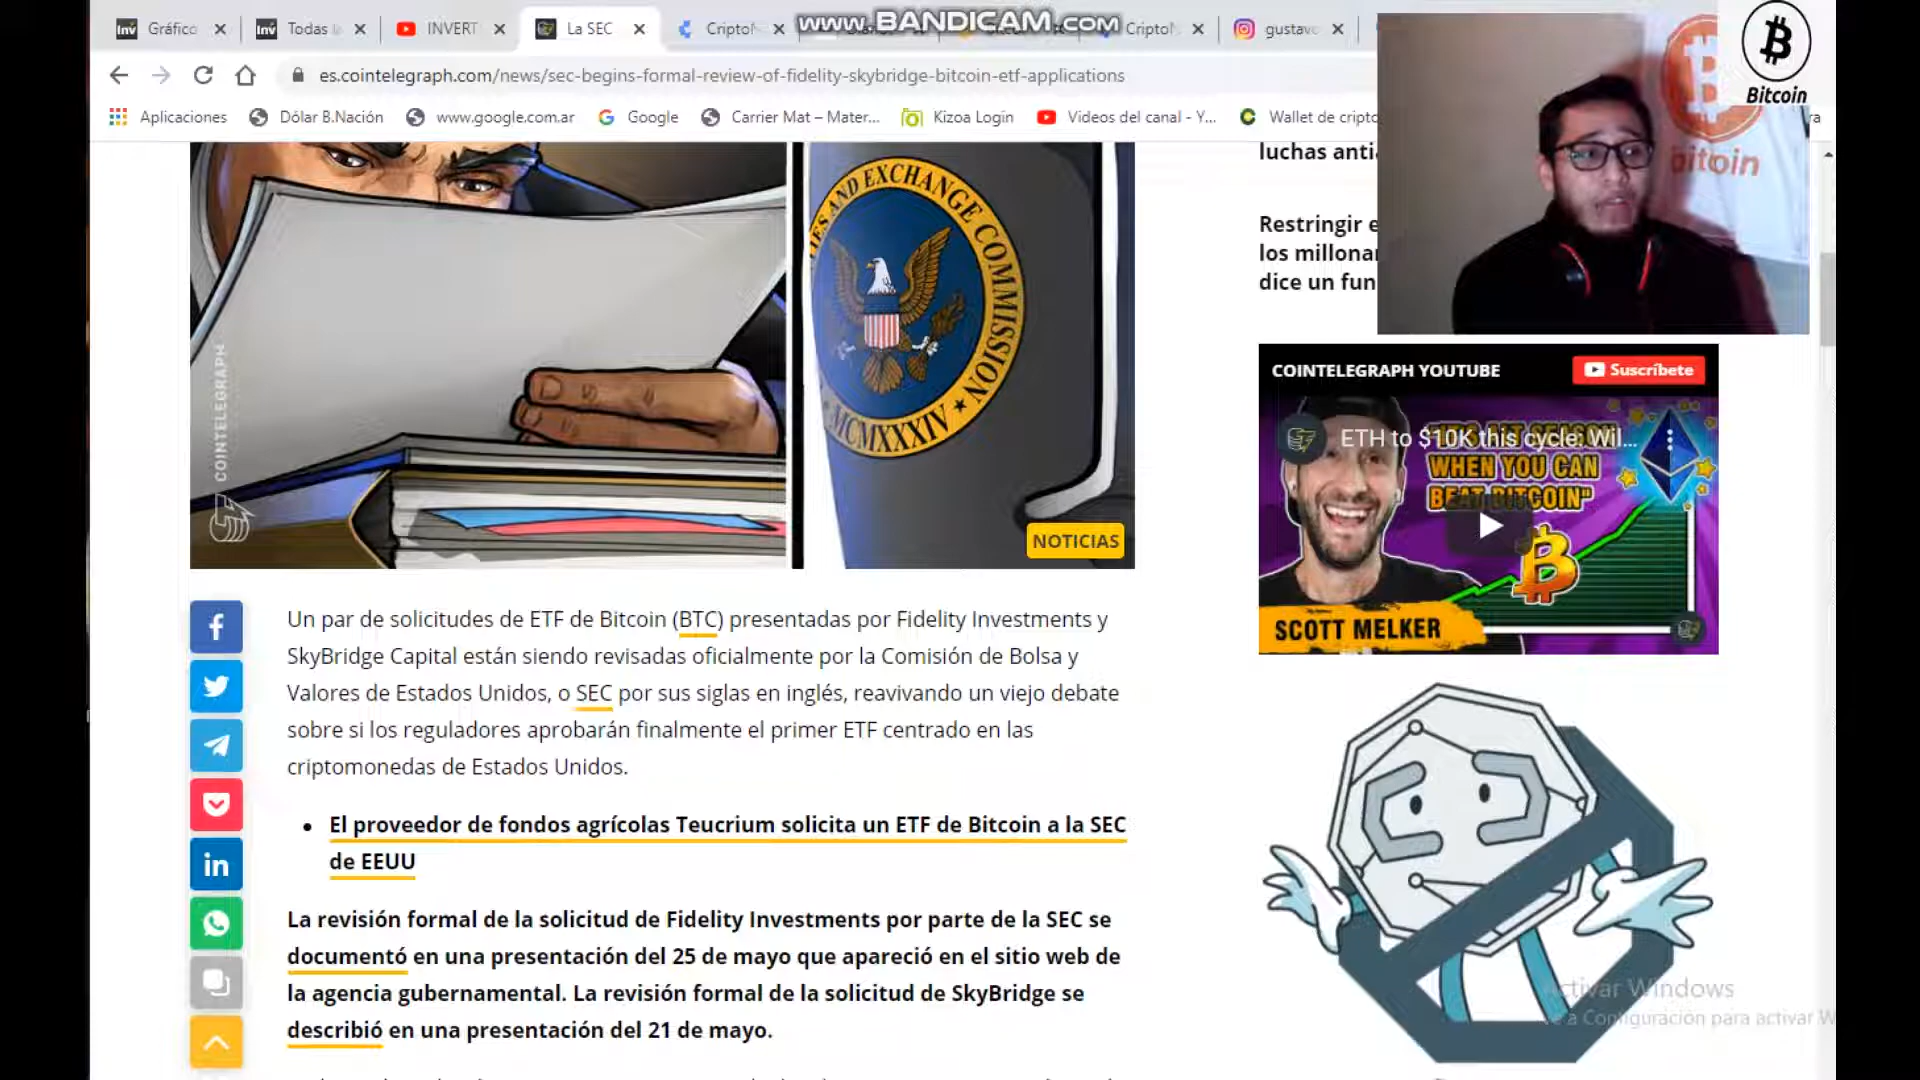 Gráfico
Todas
INVERT
La SEC
www.BANDICAM.com
gustavo
es.cointelegraph.com/news/sec-begins-formal-review-of-fidelity-skybridge-bitcoin-etf-applications
Aplicaciones
Dólar B.Nación
www.google.com.ar
Google
Carrier Mat – Mater...
Kizoa Login
Videos del canal - Y...
Wallet de cripto
Bitcoin
bitcoin
luchas antia
Restringir e
los millonar
dice un fun
AND EXCHANGE COMMISSION
MCMXXXIV
COINTELEGRAPH
NOTICIAS
COINTELEGRAPH YOUTUBE
Suscríbete
ETH to $10K this cycle: Wil...
WHEN YOU CAN
BEAT BITCOIN"
SCOTT MELKER
Un par de solicitudes de ETF de Bitcoin (BTC) presentadas por Fidelity Investments y
SkyBridge Capital están siendo revisadas oficialmente por la Comisión de Bolsa y
Valores de Estados Unidos, o SEC por sus siglas en inglés, reavivando un viejo debate
sobre si los reguladores aprobarán finalmente el primer ETF centrado en las
criptomonedas de Estados Unidos.
El proveedor de fondos agrícolas Teucrium solicita un ETF de Bitcoin a la SEC
de EEUU
La revisión formal de la solicitud de Fidelity Investments por parte de la SEC se
documentó en una presentación del 25 de mayo que apareció en el sitio web de
la agencia gubernamental. La revisión formal de la solicitud de SkyBridge se
describió en una presentación del 21 de mayo.
Activar Windows
Ve a Configuración para activar W